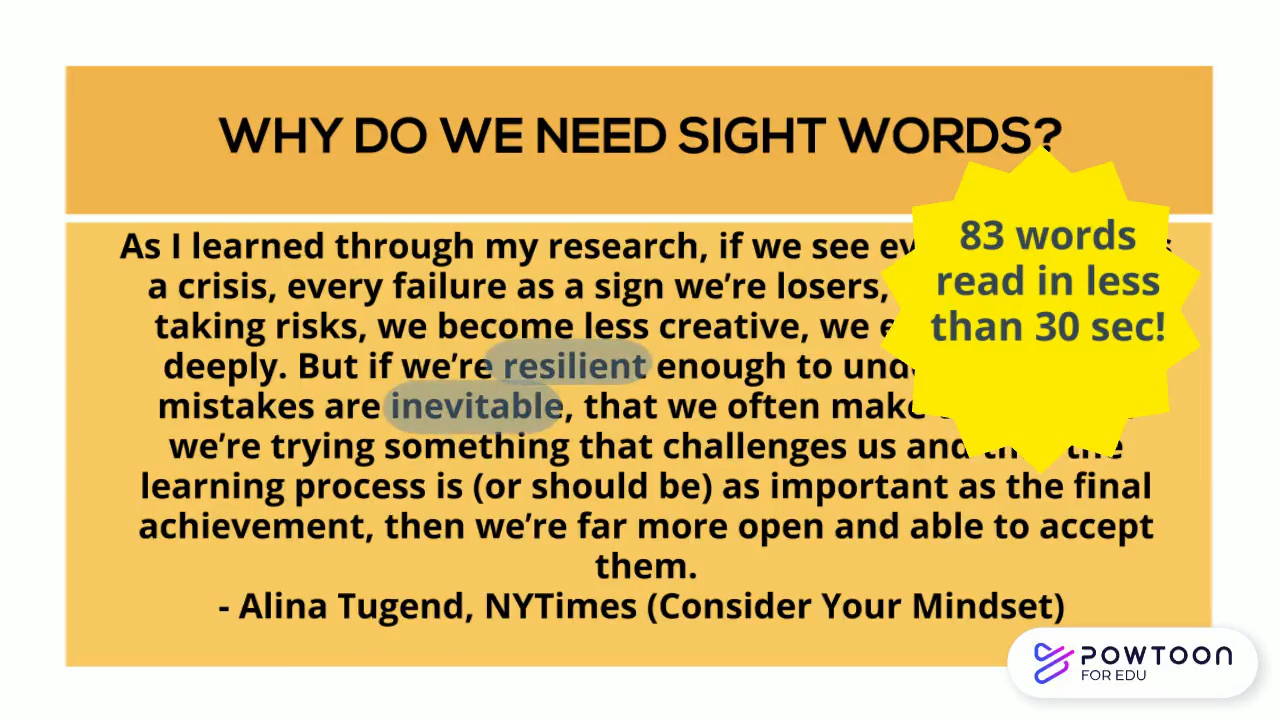 WHY DO WE NEED SIGHT WORDS?
As I learned through my research, if we see
a crisis, every failure as a sign we’re losers,
taking risks, we become less creative, we
deeply. But if we’re resilient enough to
mistakes are inevitable, that we often make
we’re trying something that challenges us and the
learning process is (or should be) as important as the final
achievement, then we’re far more open and able to accept
them.
- Alina Tugend, NYTimes (Consider Your Mindset)
83 words
read in less
than 30 sec!
POWTOON
FOR EDU